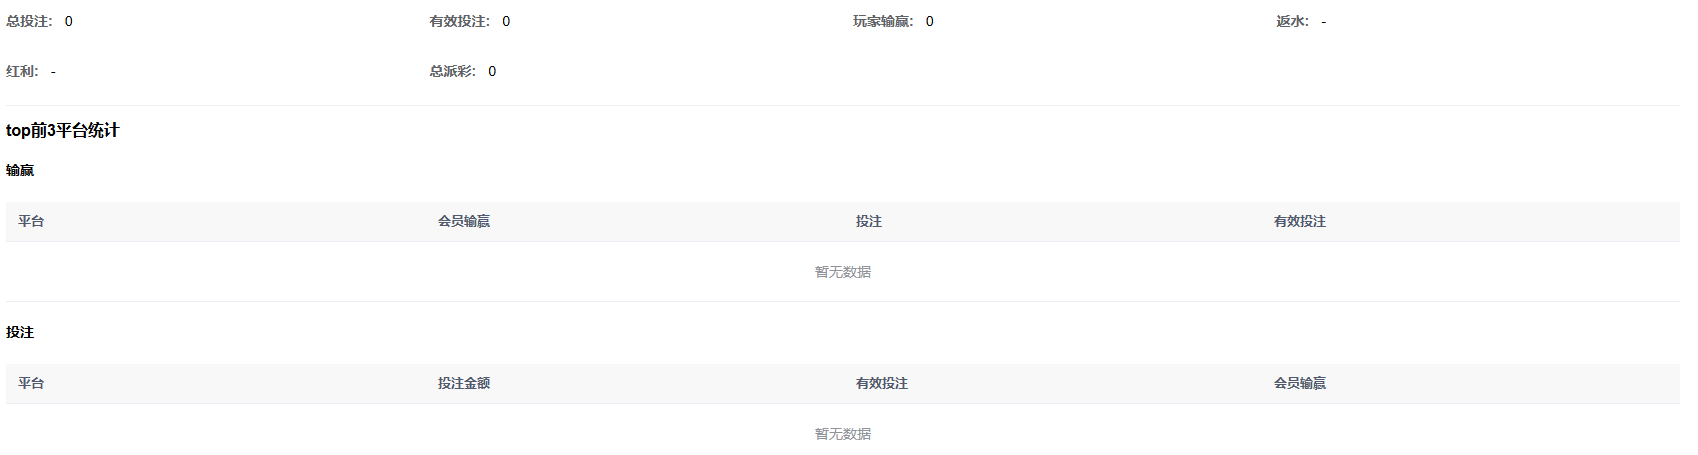 总投注： 0 有效投注： 0 玩家输赢： 0 返水： -
红利： - 总派彩： 0
top前3平台统计
输赢
平台 会员输赢 投注 有效投注
暂无数据
投注
平台 投注金额 有效投注 会员输赢
暂无数据